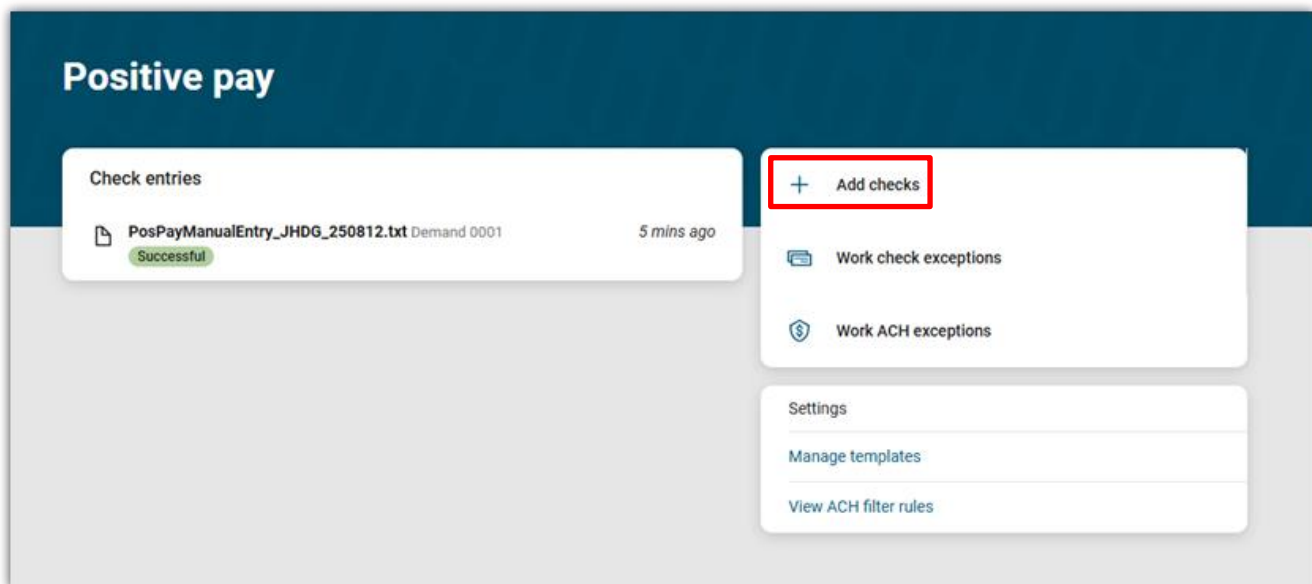 Positive pay
Check entries
PosPayManualEntry_JHDG_250812.txt Demand 0001 5 mins ago
Successful
Add checks
Work check exceptions
Work ACH exceptions
Settings
Manage templates
View ACH filter rules